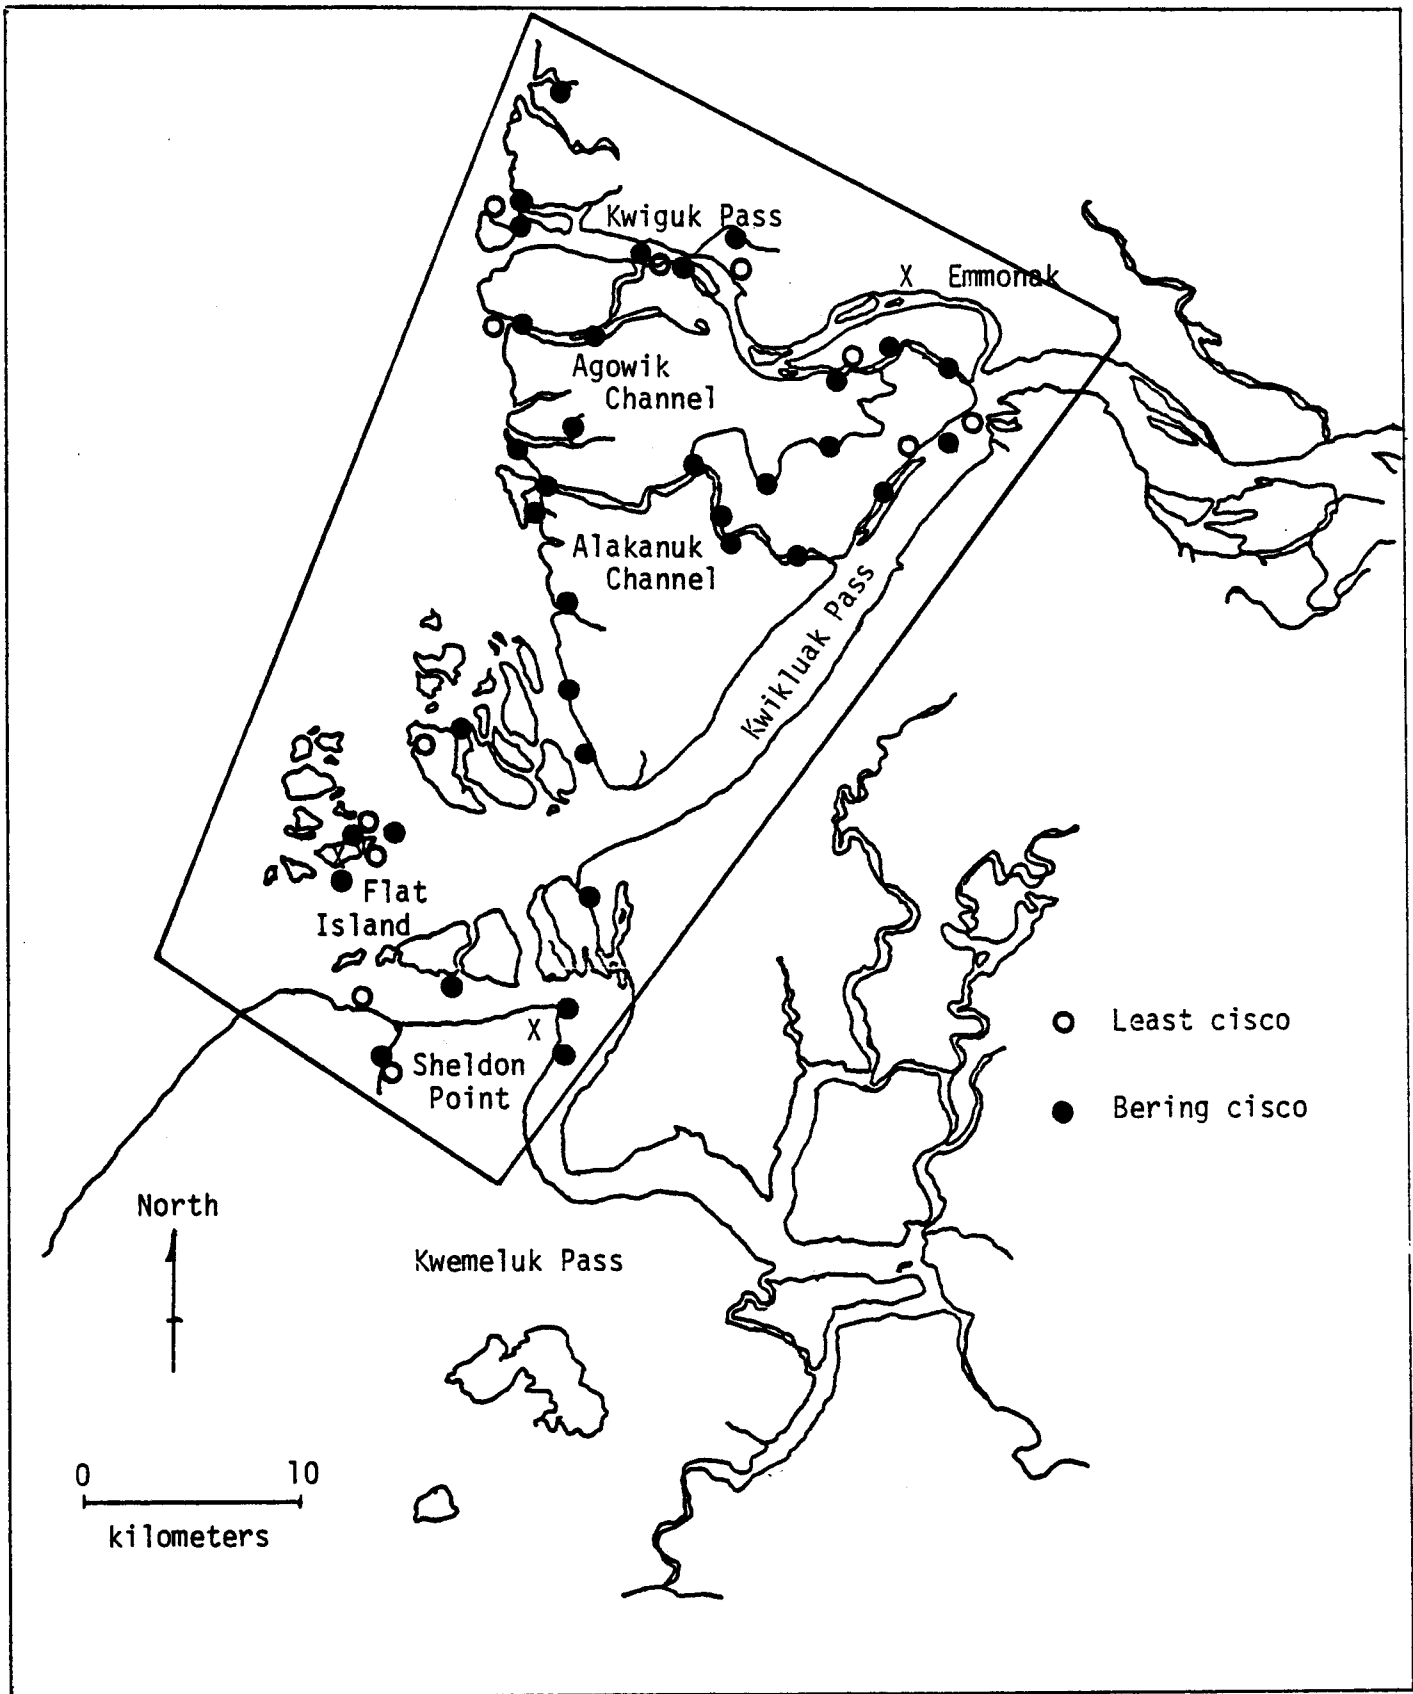 Kwiguk Pass
X Emmonak
Agowik
Channel
Alakanuk
Channel
Kwikluak Pass
Flat
Island
X
Sheldon
Point
Least cisco
Bering cisco
North
Kwemeluk Pass
0 10
kilometers